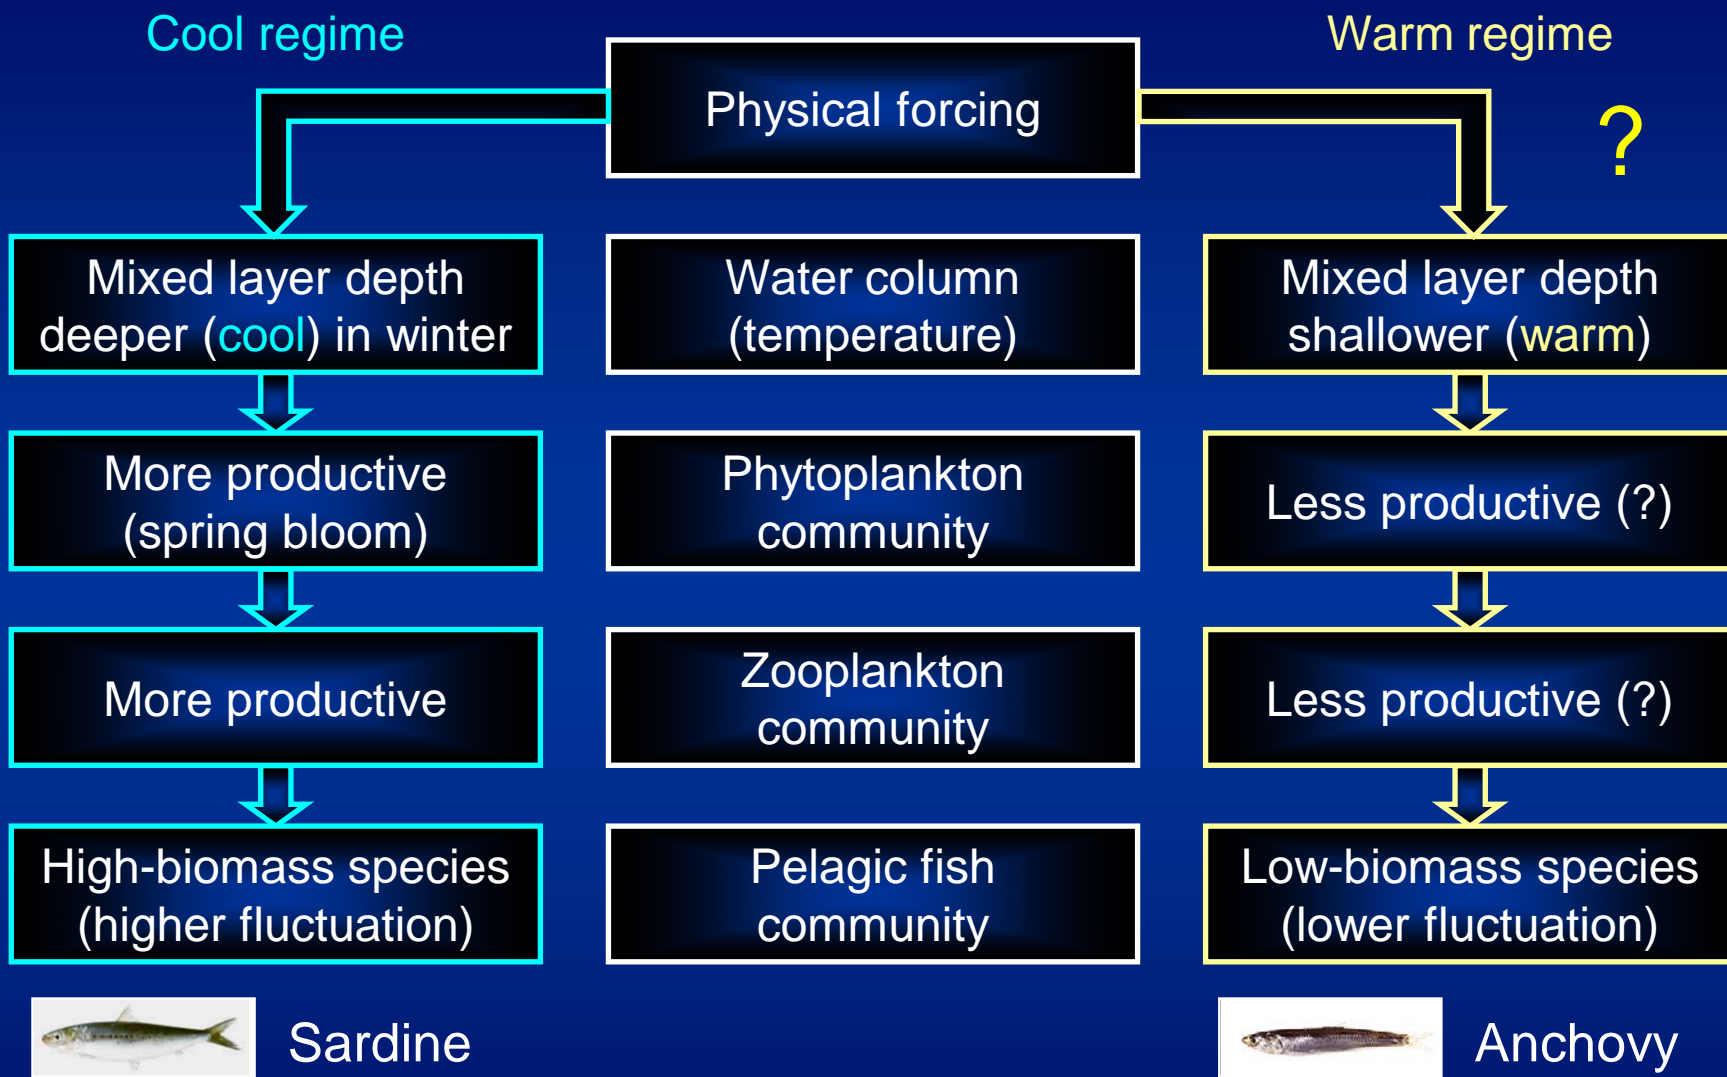 Cool regime
Physical forcing
Warm regime
?
Mixed layer depth
deeper (cool) in winter
Water column
(temperature)
Mixed layer depth
shallower (warm)
More productive
(spring bloom)
Phytoplankton
community
Less productive (?)
More productive
Zooplankton
community
Less productive (?)
High-biomass species
(higher fluctuation)
Pelagic fish
community
Low-biomass species
(lower fluctuation)
Sardine
Anchovy